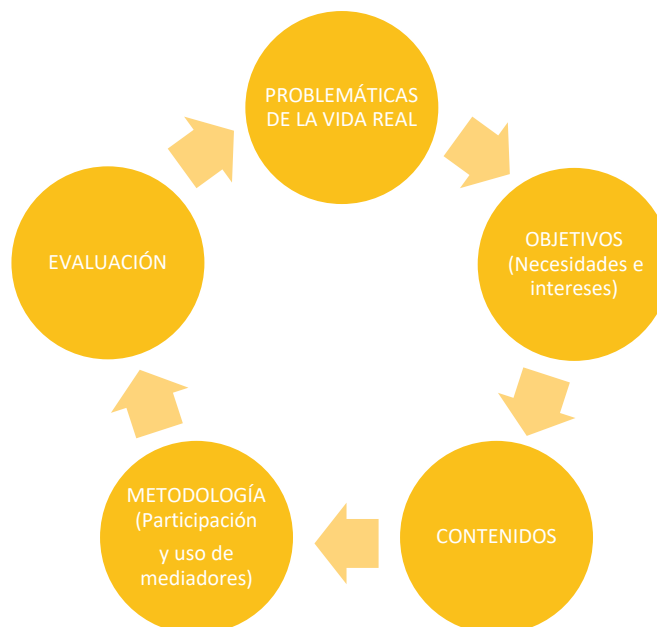 PROBLEMÁTICAS
DE LA VIDA REAL
OBJETIVOS
(Necesidades e
intereses)
CONTENIDOS
METODOLOGÍA
(Participación
y uso de
mediadores)
EVALUACIÓN